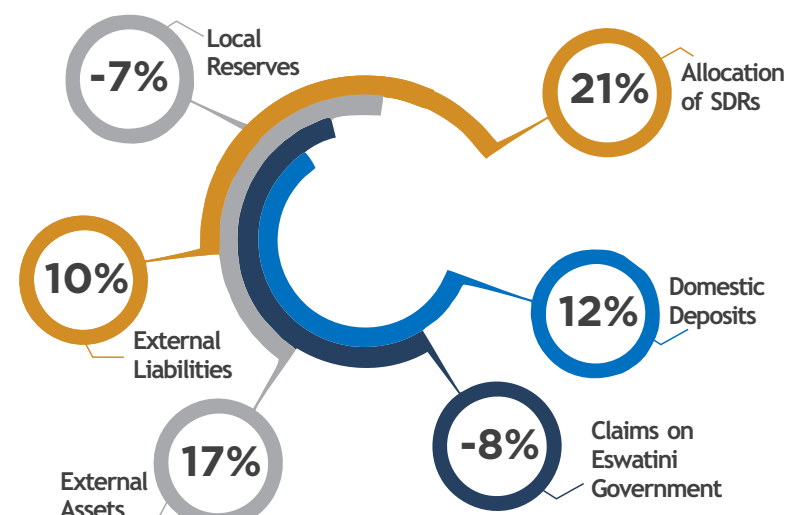 -7%
Local
Reserves
21%
Allocation
of SDRs
10%
External
Liabilities
12%
Domestic
Deposits
17%
External
Assets
-8%
Claims on
Eswatini
Government